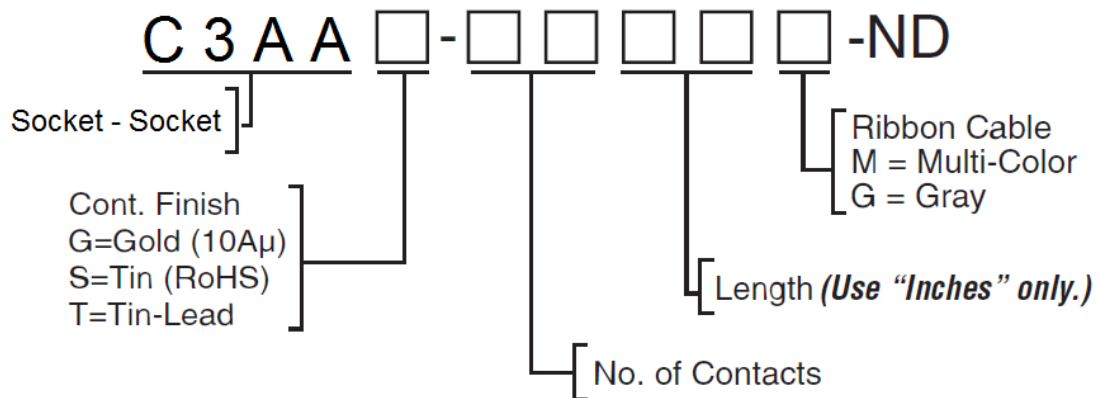 C 3 A A □ - □ □ □ □ □ -ND
Socket - Socket
Cont. Finish
G=Gold (10Aµ)
S=Tin (RoHS)
T=Tin-Lead
No. of Contacts
Length (Use “Inches” only.)
Ribbon Cable
M = Multi-Color
G = Gray